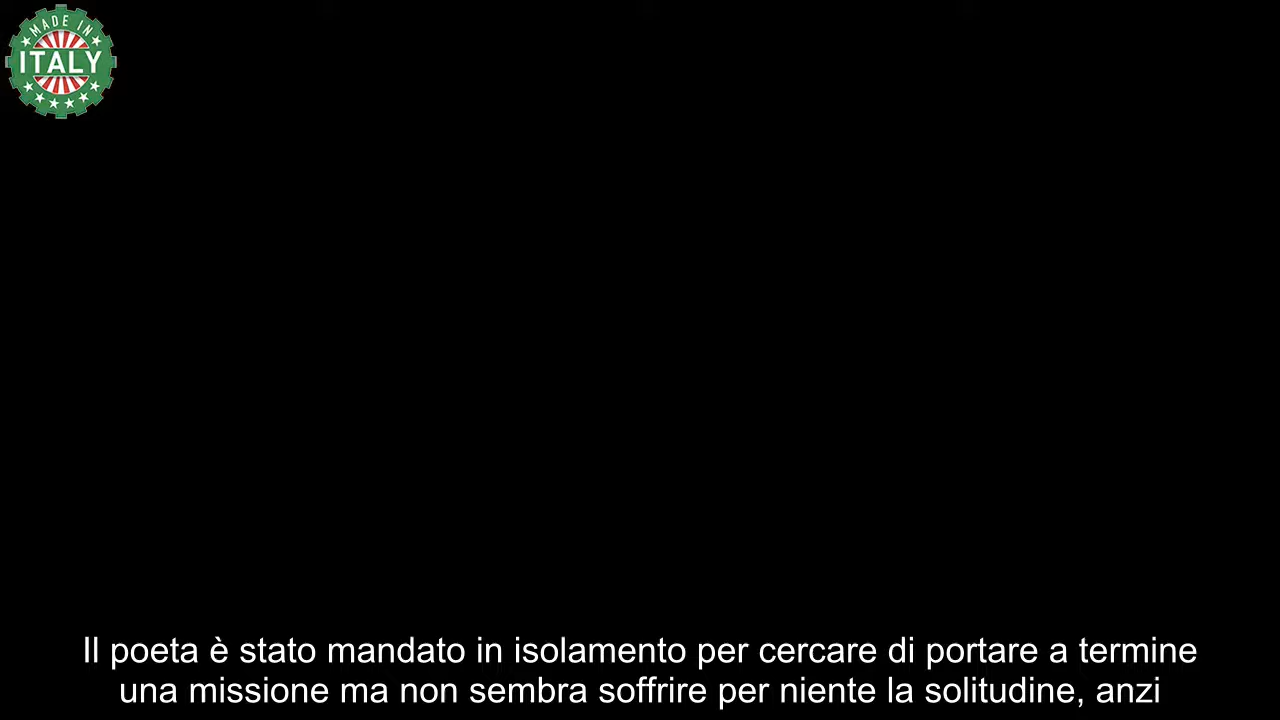 MADE IN
ITALY
Il poeta è stato mandato in isolamento per cercare di portare a termine
una missione ma non sembra soffrire per niente la solitudine, anzi